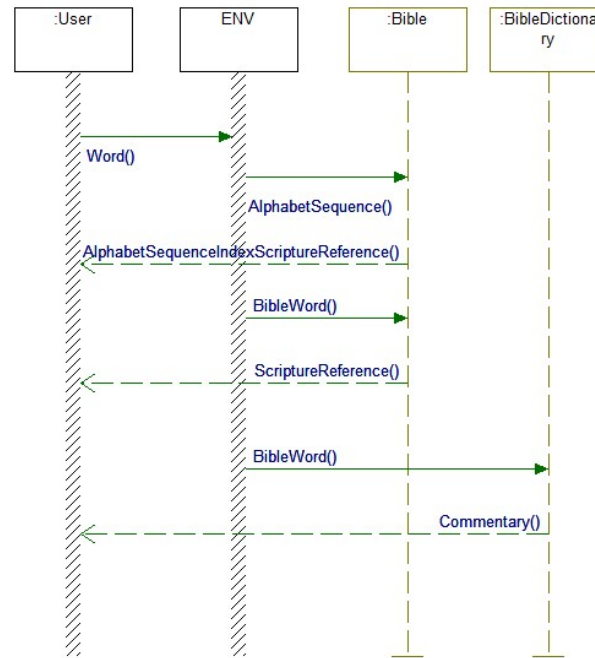 :User
ENV
:Bible
:BibleDictiona
ry
Word()
AlphabetSequence()
AlphabetSequenceIndexScriptureReference()
BibleWord()
ScriptureReference()
BibleWord()
Commentary()